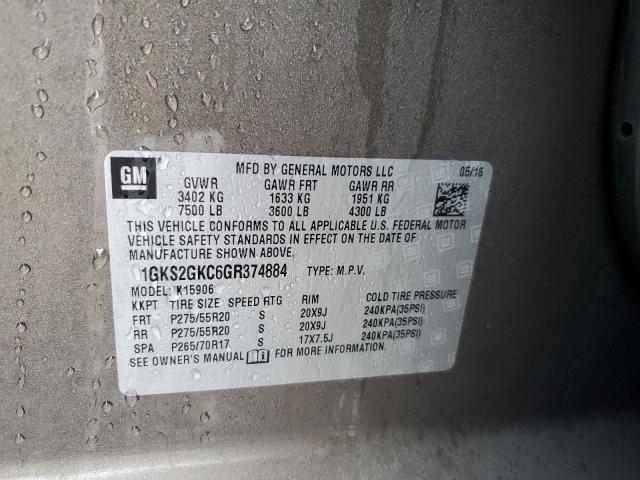 GM
MFD BY GENERAL MOTORS LLC 05/16
GVWR GAWR FRT GAWR RR
3402 KG 1633 KG 1951 KG
7500 LB 3600 LB 4300 LB
THIS VEHICLE CONFORMS TO ALL APPLICABLE U.S. FEDERAL MOTOR
VEHICLE SAFETY STANDARDS IN EFFECT ON THE DATE OF
MANUFACTURE SHOWN ABOVE.
1GKS2GKC6GR374884 TYPE: M.P.V.
MODEL: K15906
KKPT TIRE SIZE SPEED RTG RIM COLD TIRE PRESSURE
FRT P275/55R20 S 20X9J 240KPA(35PSI)
RR P275/55R20 S 20X9J 240KPA(35PSI)
SPA P265/70R17 S 17X7.5J 240KPA(35PSI)
SEE OWNER'S MANUAL i FOR MORE INFORMATION.